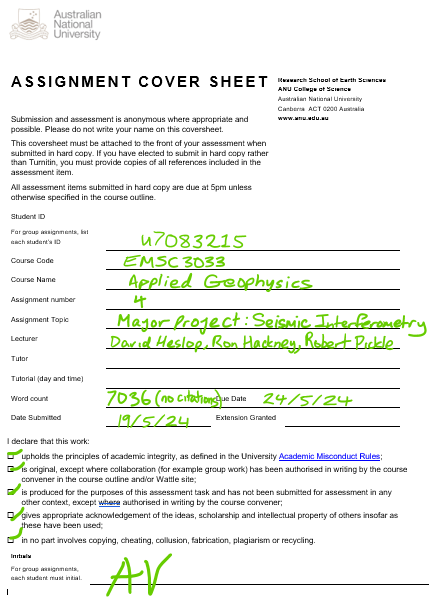 Australian
National
University
ASSIGNMENT COVER SHEET
Research School of Earth Sciences
ANU College of Science
Australian National University
Canberra ACT 0200 Australia
www.anu.edu.au
Submission and assessment is anonymous where appropriate and
possible. Please do not write your name on this coversheet.
This coversheet must be attached to the front of your assessment when
submitted in hard copy. If you have elected to submit in hard copy rather
than Turnitin, you must provide copies of all references included in the
assessment item.
All assessment items submitted in hard copy are due at 5pm unless
otherwise specified in the course outline.
Student ID
For group assignments, list
each student's ID
u7083215
Course Code EMSC3033
Course Name Applied Geophysics
Assignment number 4
Assignment Topic Major Project: Seismic Interferometry
Lecturer David Heslop, Ron Hackney, Robert Pickle
Tutor
Tutorial (day and time)
Word count 7036 (no citations) Due Date 24/5/24
Date Submitted 19/5/24 Extension Granted
I declare that this work:
upholds the principles of academic integrity, as defined in the University Academic Misconduct Rules;
is original, except where collaboration (for example group work) has been authorised in writing by the course
convener in the course outline and/or Wattle site;
is produced for the purposes of this assessment task and has not been submitted for assessment in any
other context, except where authorised in writing by the course convener;
gives appropriate acknowledgement of the ideas, scholarship and intellectual property of others insofar as
these have been used;
in no part involves copying, cheating, collusion, fabrication, plagiarism or recycling.
Initials
For group assignments,
each student must initial.
AV